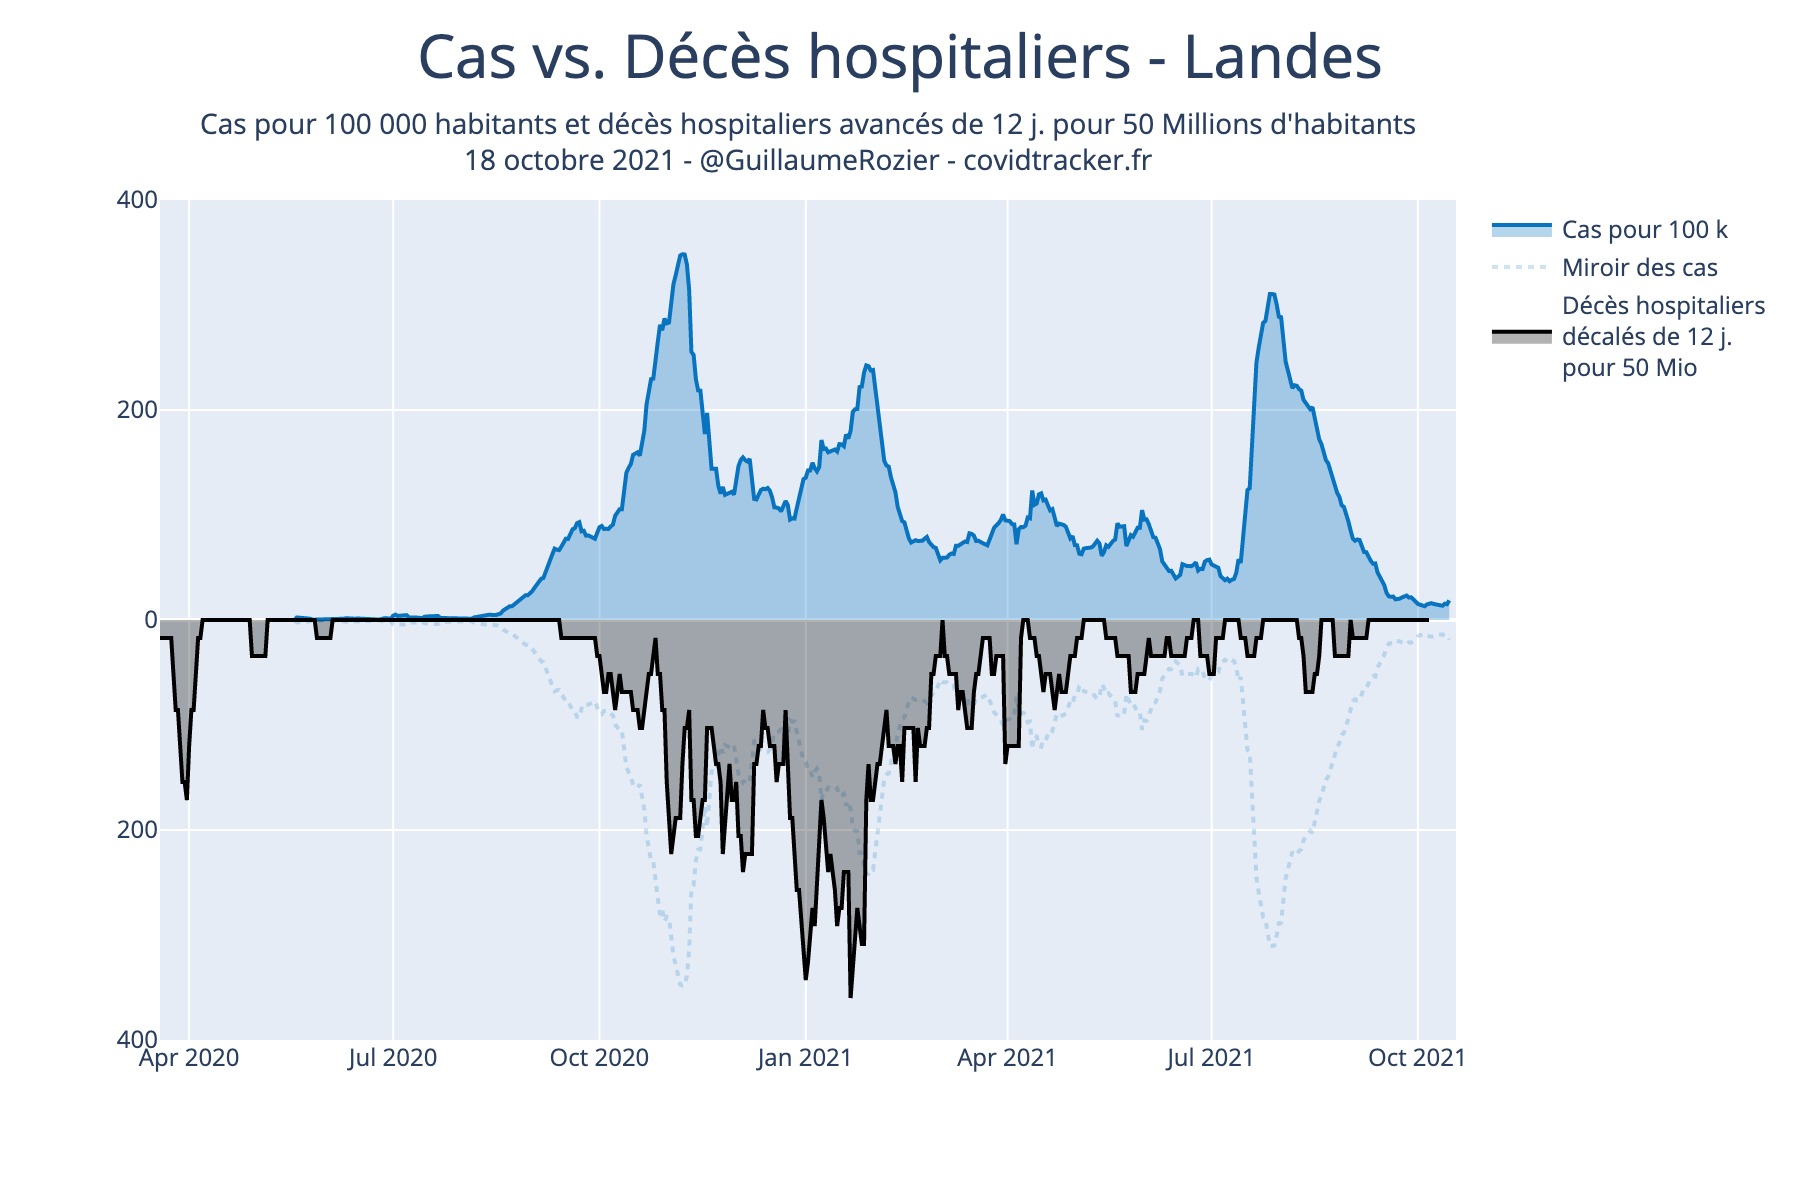 Cas vs. Décès hospitaliers - Landes
Cas pour 100 000 habitants et décès hospitaliers avancés de 12 j. pour 50 Millions d'habitants
18 octobre 2021 - @GuillaumeRozier - covidtracker.fr
400
200
0
200
400
Apr 2020
Jul 2020
Oct 2020
Jan 2021
Apr 2021
Jul 2021
Oct 2021
Cas pour 100 k
Miroir des cas
Décès hospitaliers
décalés de 12 j.
pour 50 Mio